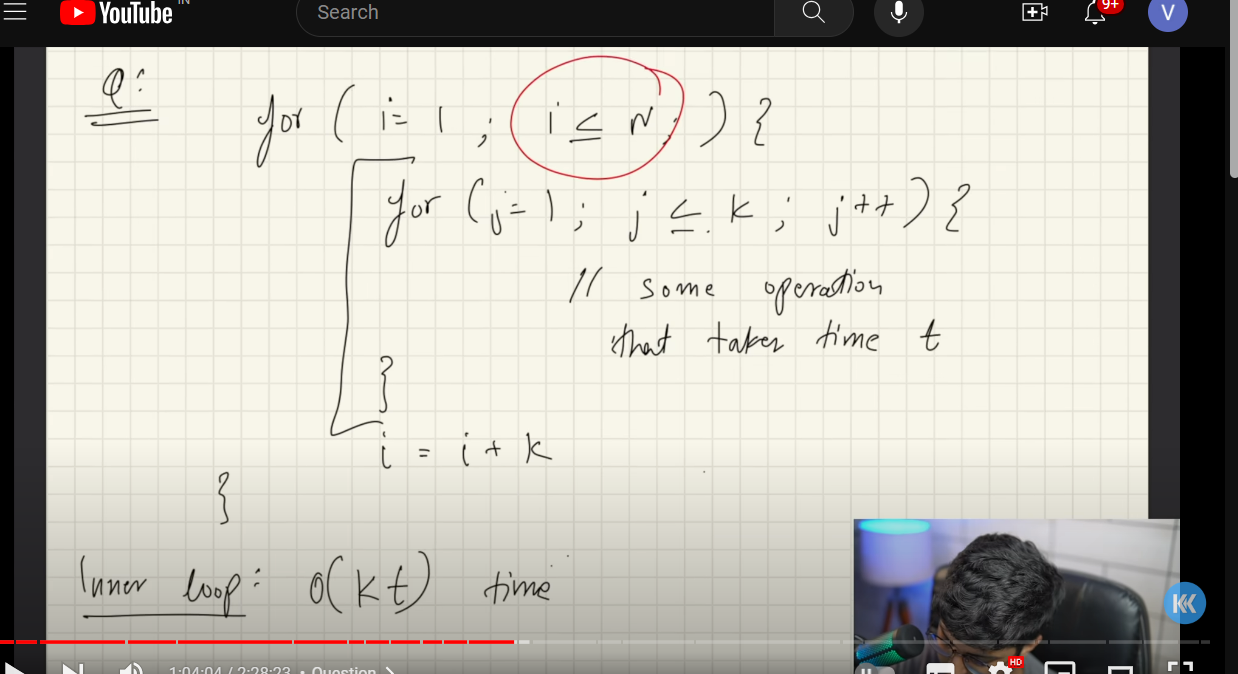 YouTube IN
Search
9+
V
Q:
for ( i = 1 ; i ≤ N ; ) {
for (j = 1 ; j ≤ k ; j++) {
// some operation
that takes time t
}
i = i + k
}
Inner loop: O(kt) time
1:04:04 / 2:28:23 • Question >
HD